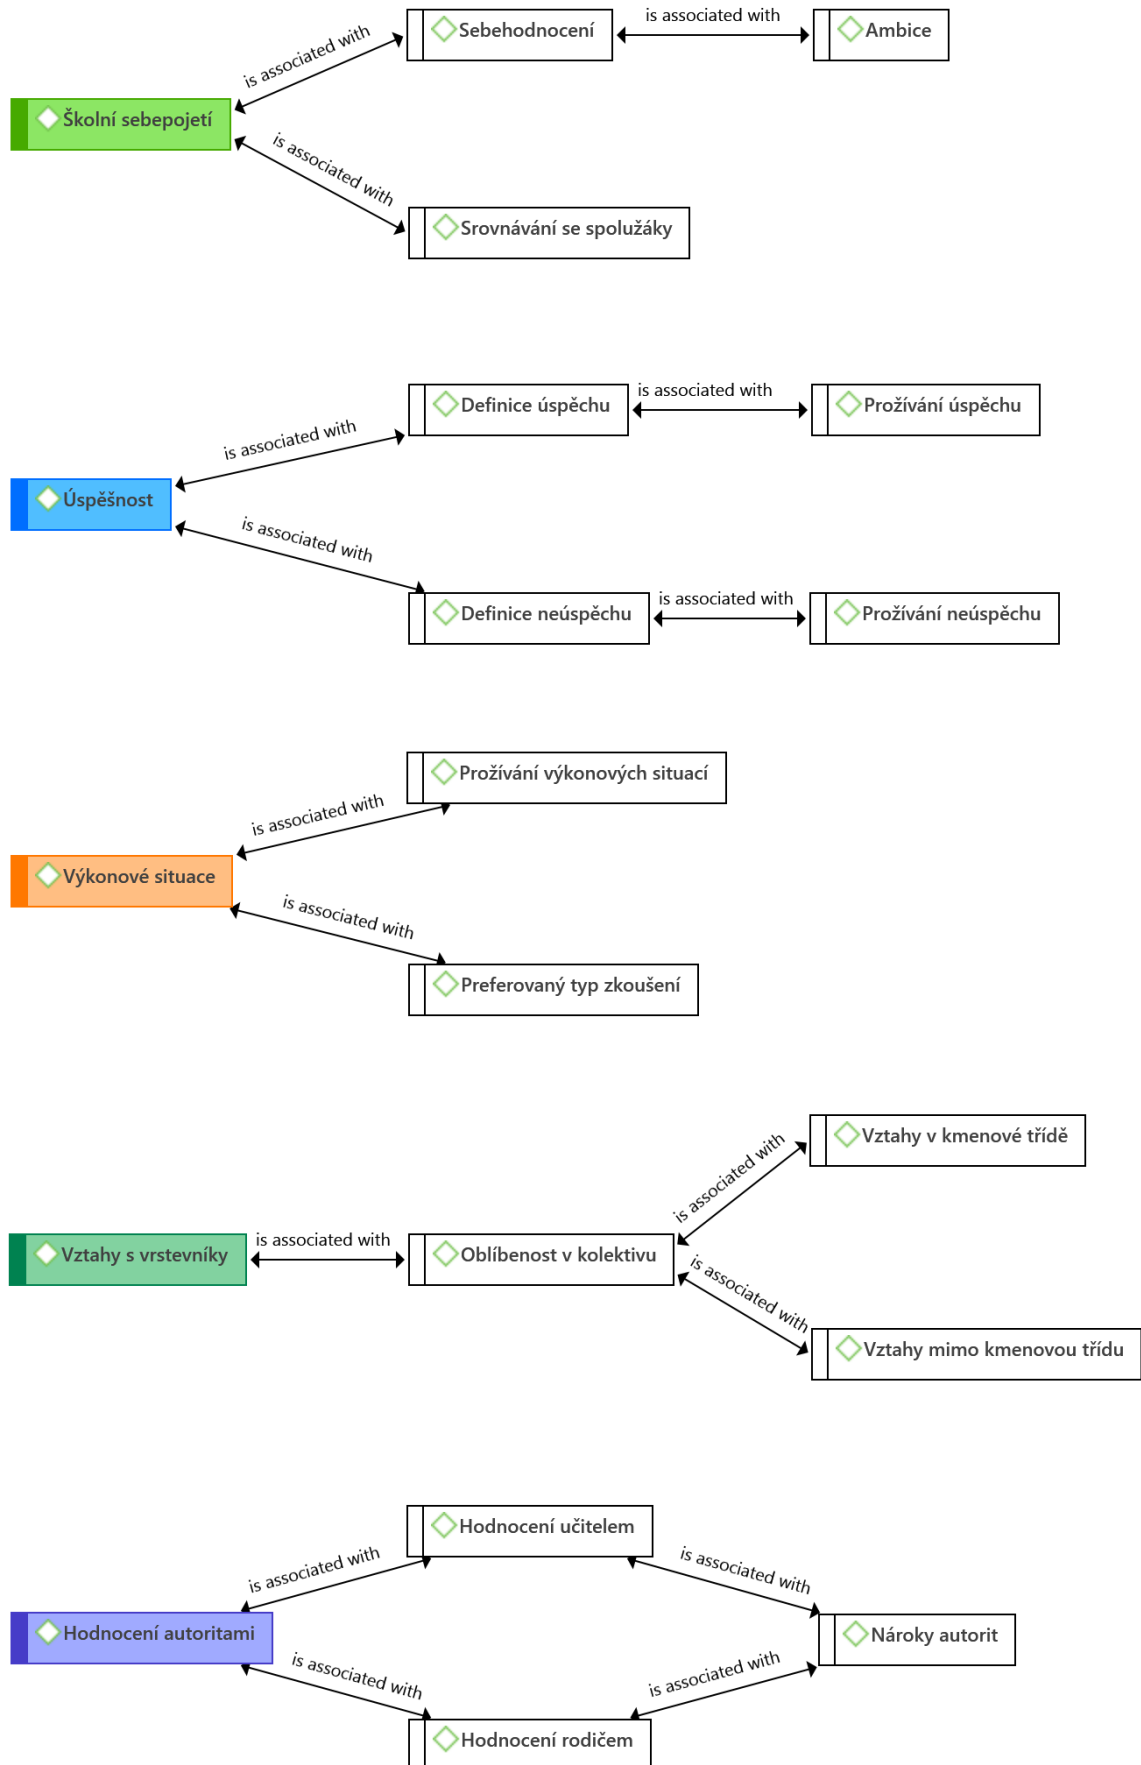 Sebehodnocení
is associated with
Ambice
is associated with
Školní sebepojetí
is associated with
Srovnávání se spolužáky
Definice úspěchu
is associated with
Prožívání úspěchu
is associated with
Úspěšnost
is associated with
Definice neúspěchu
is associated with
Prožívání neúspěchu
Prožívání výkonových situací
is associated with
Výkonové situace
is associated with
Preferovaný typ zkoušení
Vztahy v kmenové třídě
is associated with
Vztahy s vrstevníky
is associated with
Oblíbenost v kolektivu
is associated with
Vztahy mimo kmenovou třídu
Hodnocení učitelem
is associated with
is associated with
Hodnocení autoritami
Nároky autorit
is associated with
is associated with
Hodnocení rodičem